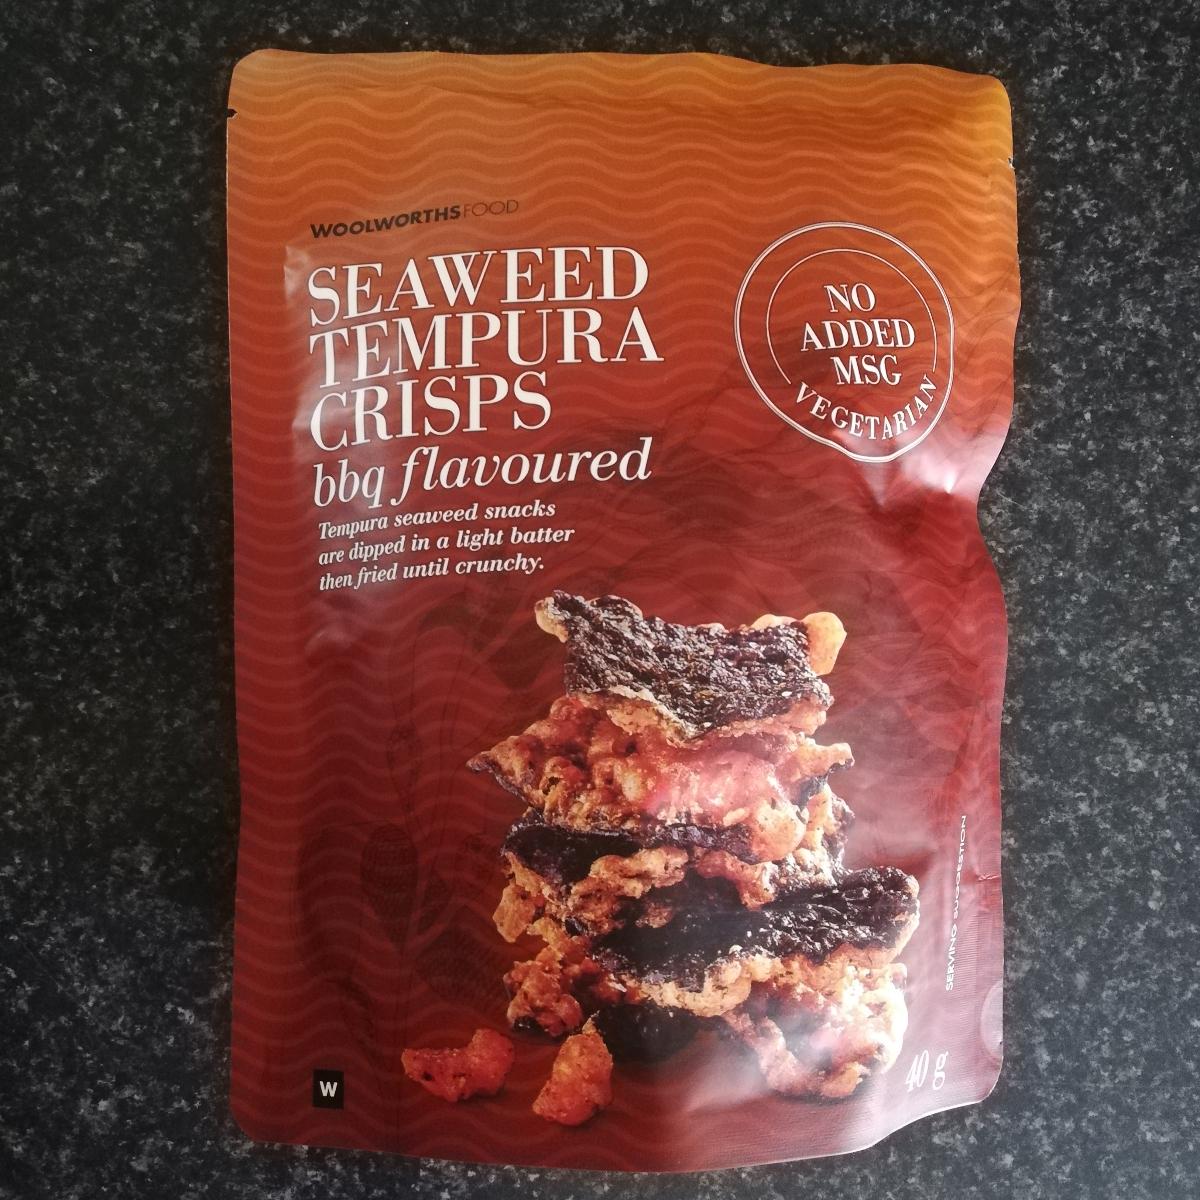 WOOLWORTHSFOOD
SEAWEED
TEMPURA
CRISPS
bbq flavoured
Tempura seaweed snacks
are dipped in a light batter
then fried until crunchy.
NO
ADDED
MSG
VEGETARIAN
SERVING SUGGESTION
W
40 g